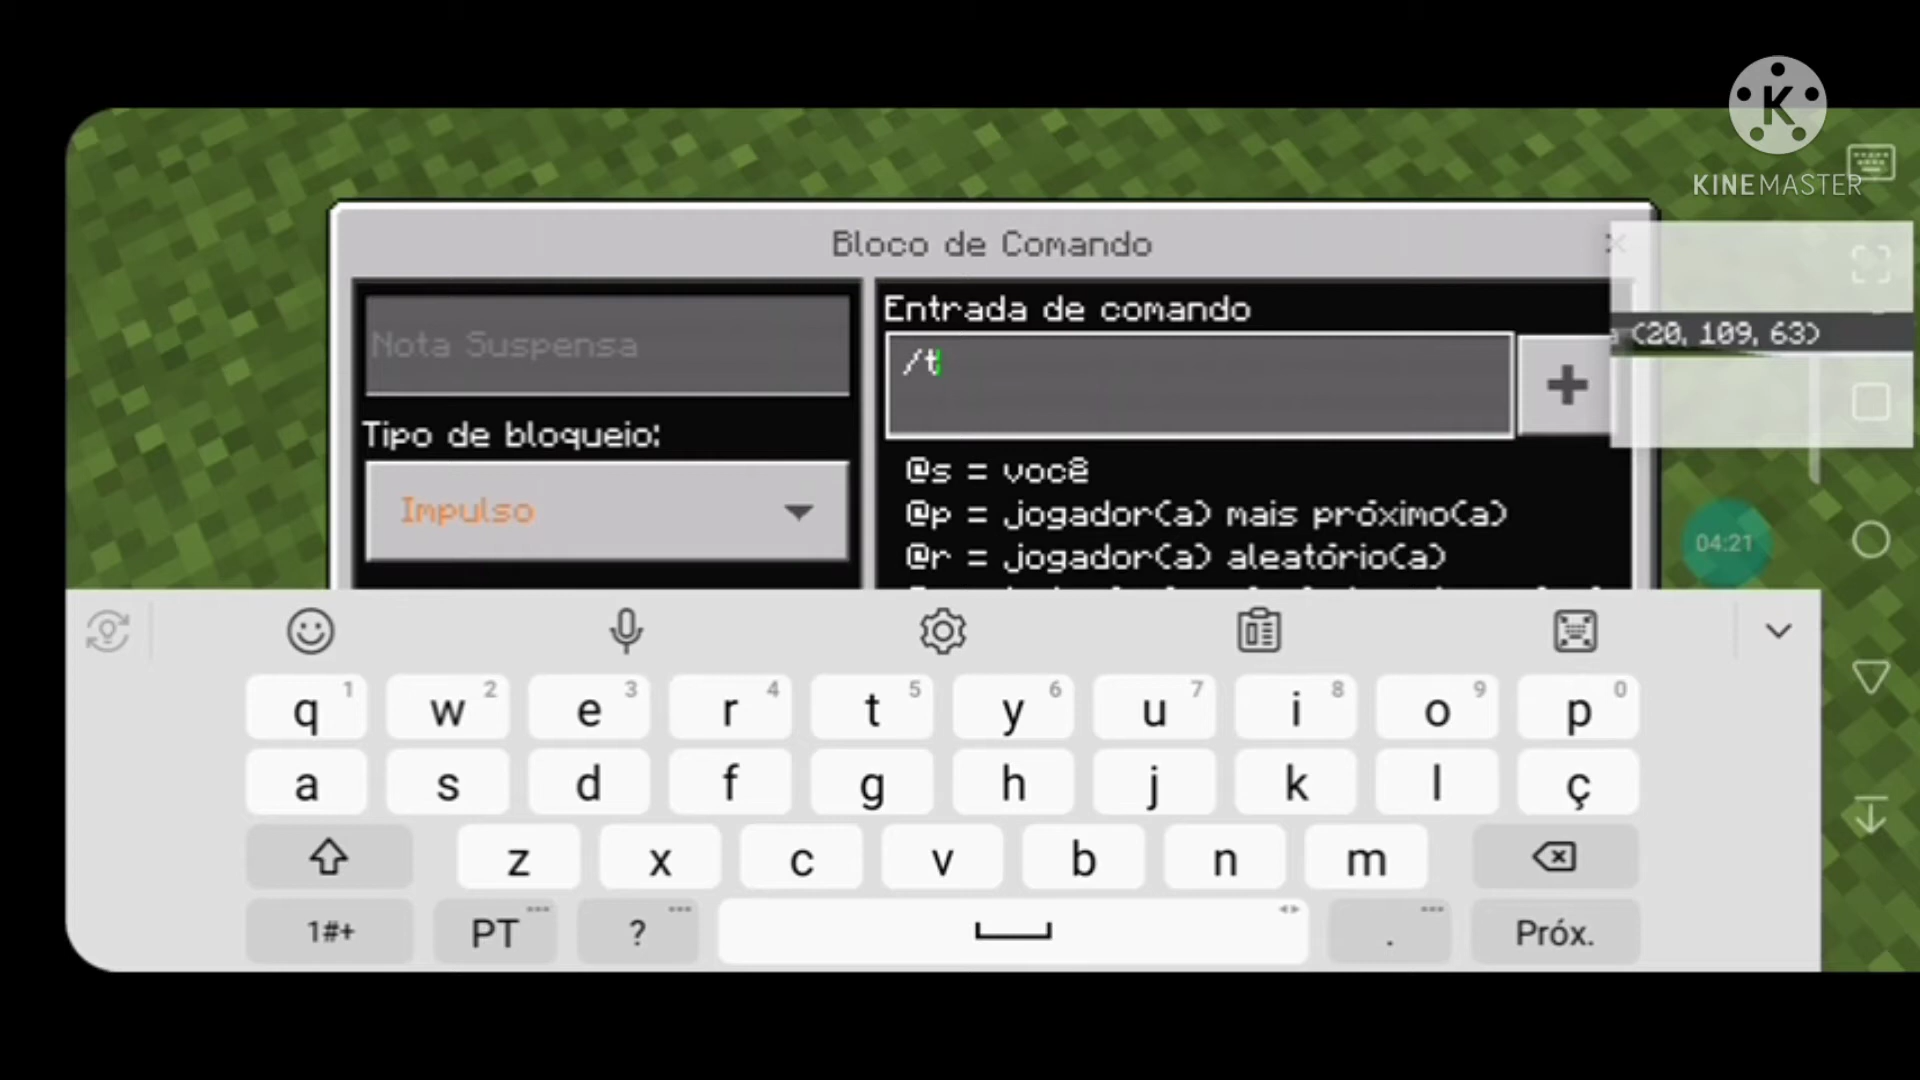 K
KINEMASTER
Bloco de Comando
Nota Suspensa
Entrada de comando
/t
+
(20, 109, 63)
Tipo de bloqueio:
Impulso
@s = você
@p = jogador(a) mais próximo(a)
@r = jogador(a) aleatório(a)
04:21
q 1 w 2 e 3 r 4 t 5 y 6 u 7 i 8 o 9 p 0
a s d f g h j k l ç
z x c v b n m
1#+ PT ? . Próx.